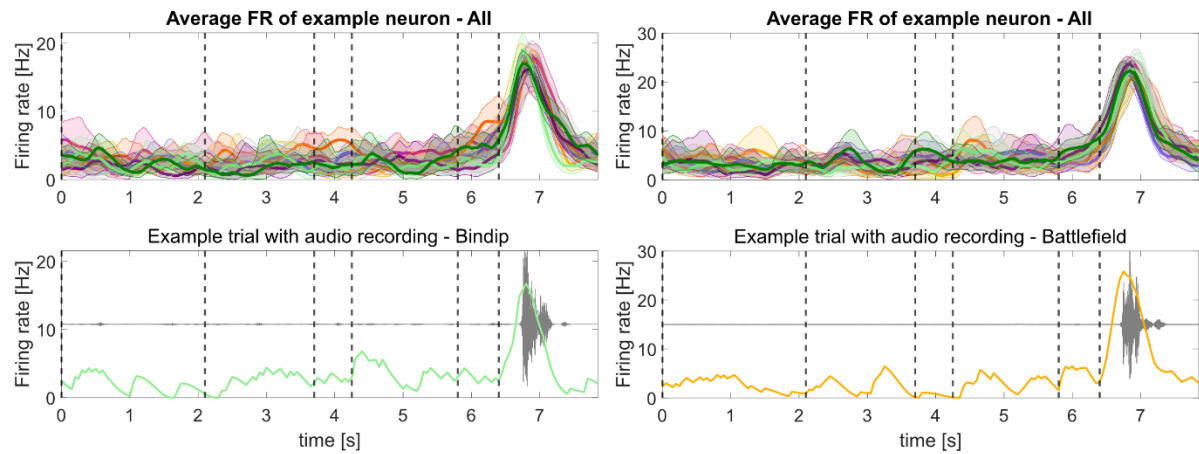 Average FR of example neuron - All
Firing rate [Hz]
20
10
0
0 1 2 3 4 5 6 7
Average FR of example neuron - All
Firing rate [Hz]
30
20
10
0
0 1 2 3 4 5 6 7
Example trial with audio recording - Bindip
Firing rate [Hz]
20
10
0
0 1 2 3 4 5 6 7
time [s]
Example trial with audio recording - Battlefield
Firing rate [Hz]
30
20
10
0
0 1 2 3 4 5 6 7
time [s]